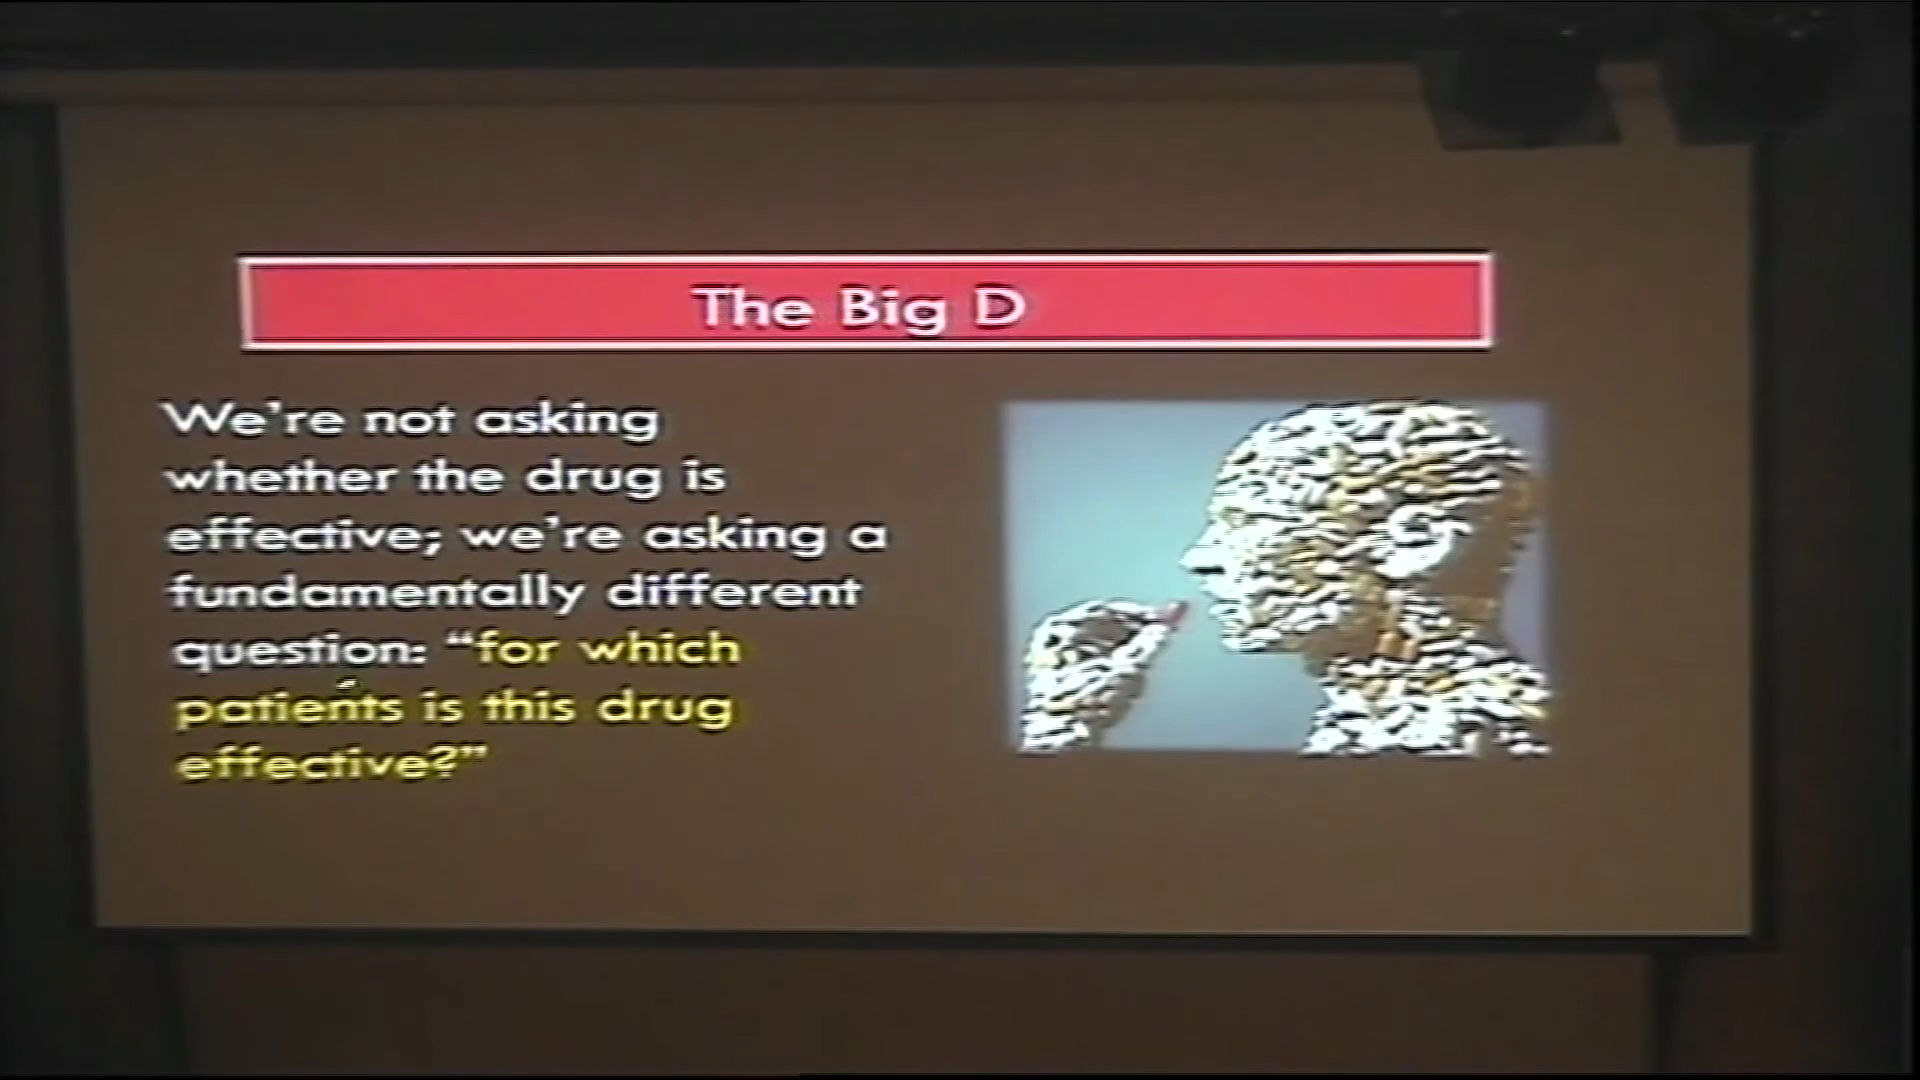 The Big D
We're not asking
whether the drug is
effective; we're asking a
fundamentally different
question: “for which
patients is this drug
effective?”